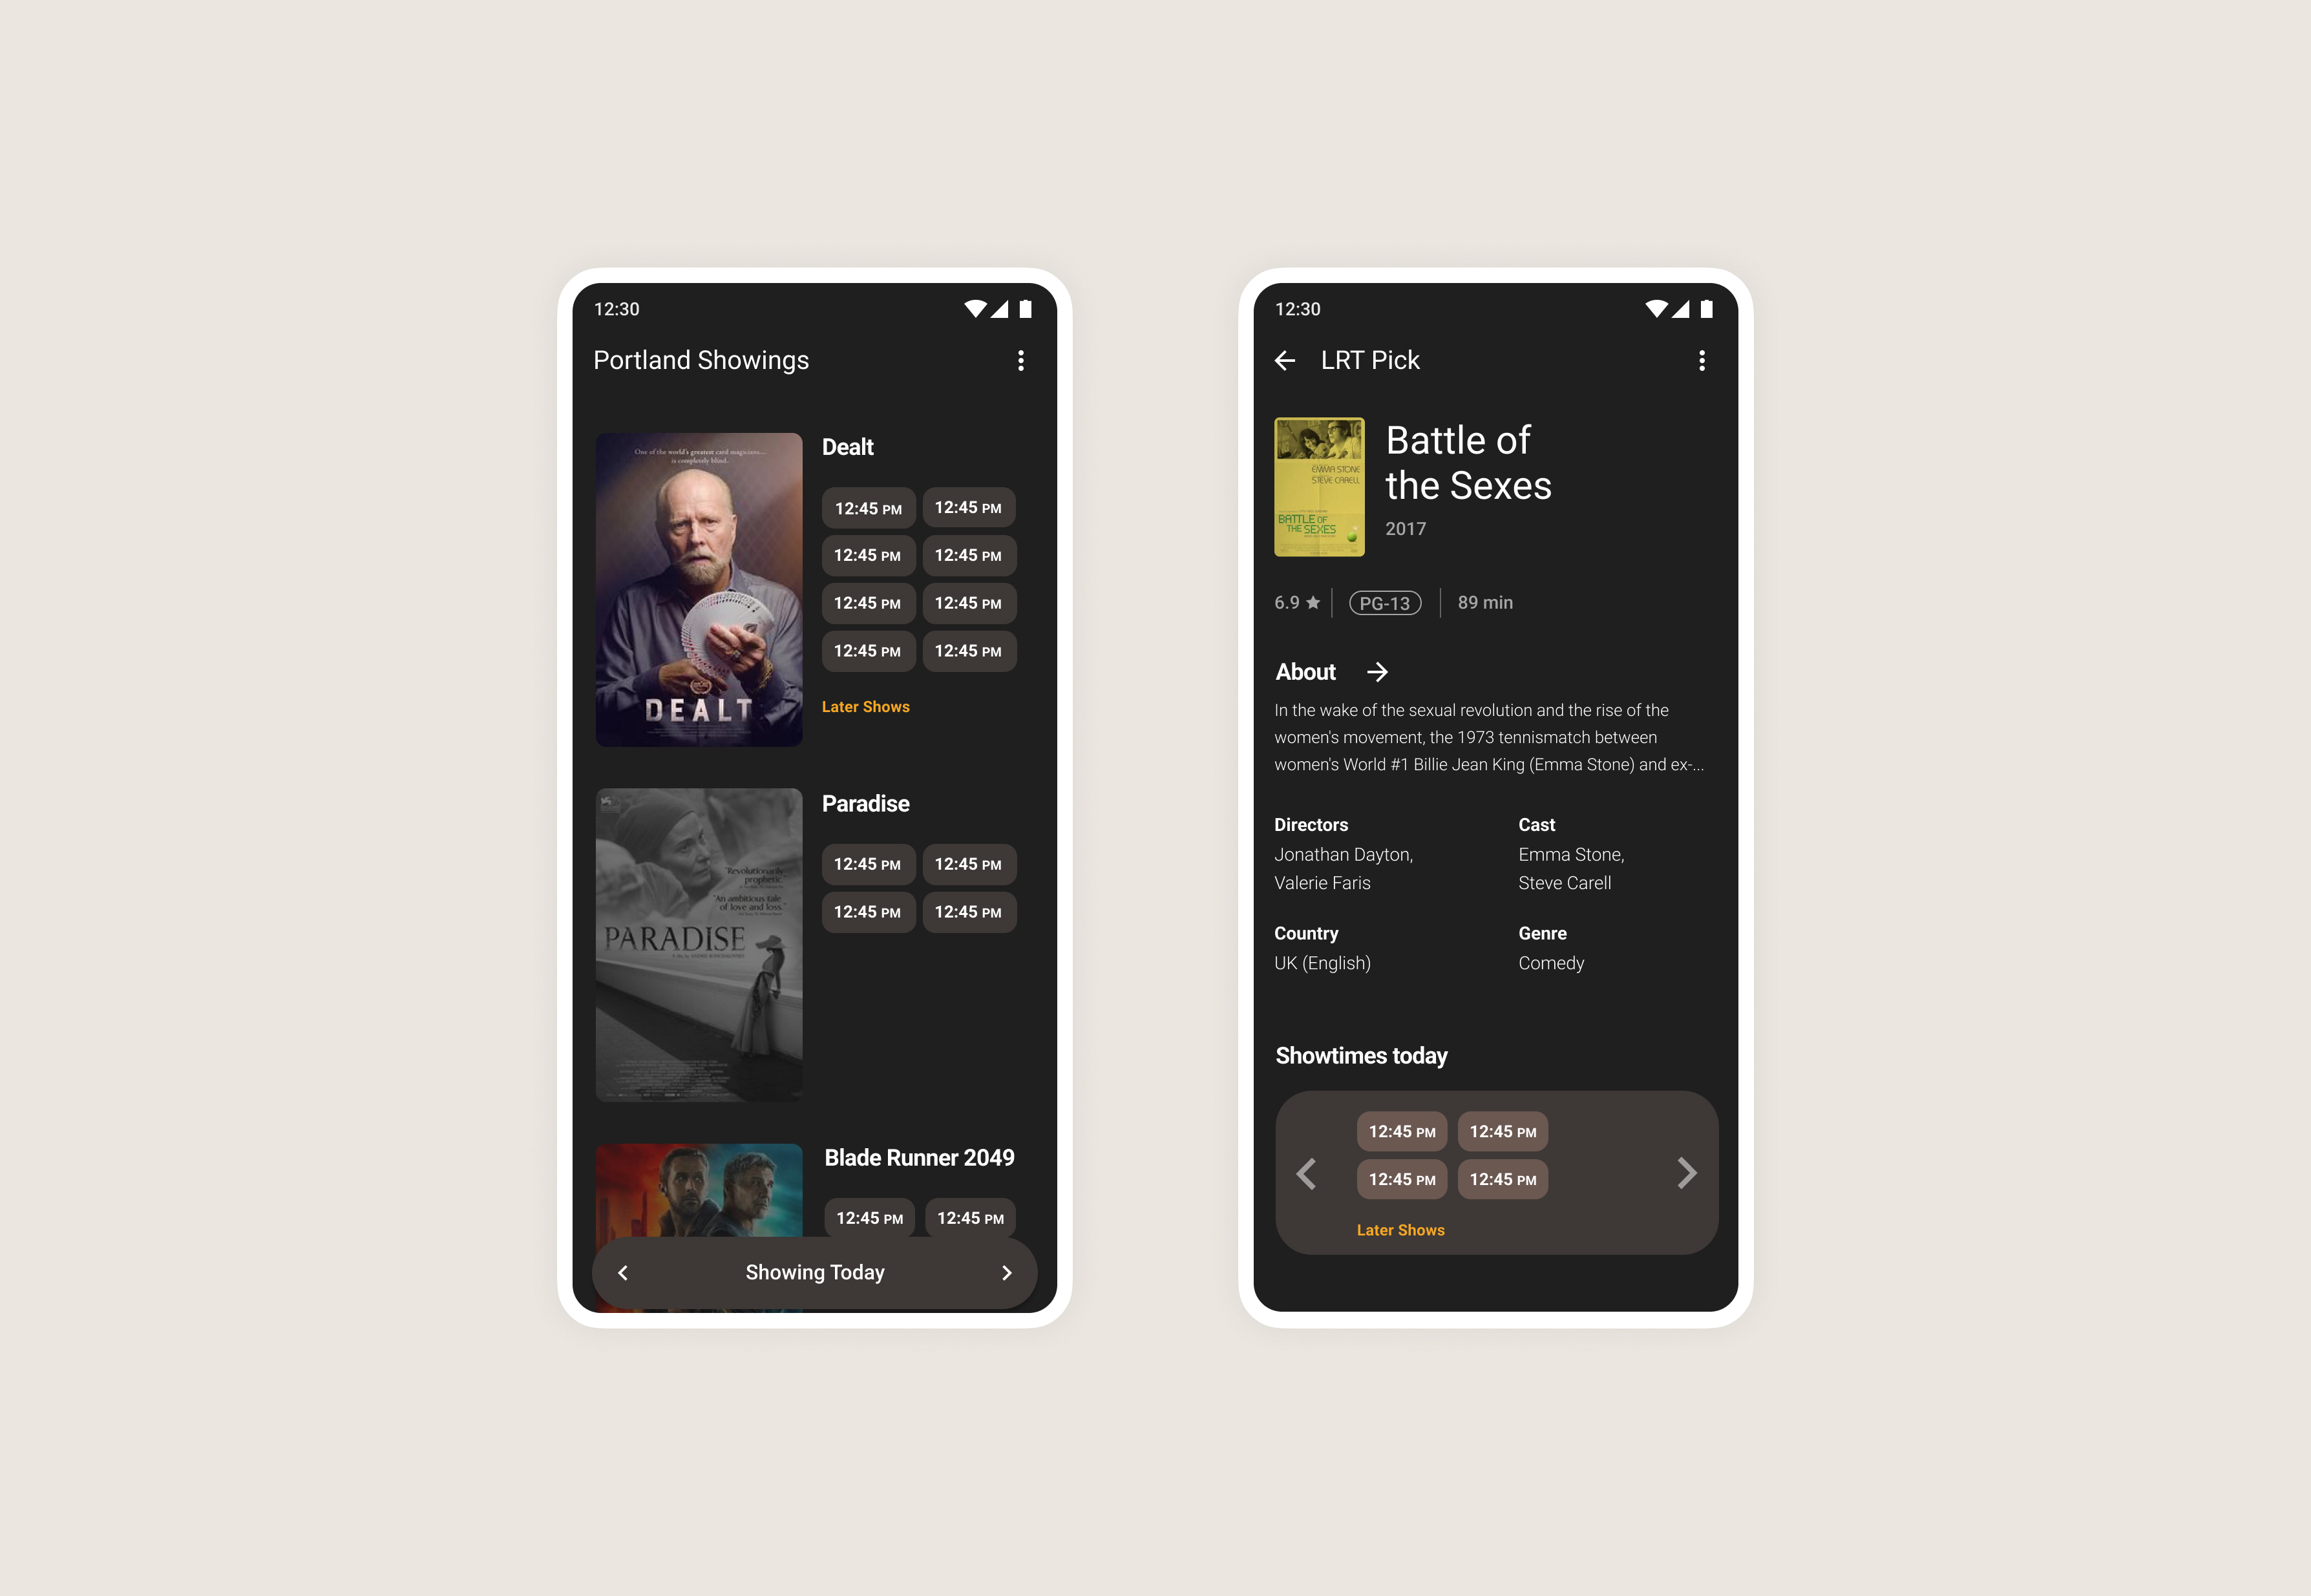 12:30
Portland Showings
One of the world's greatest card magicians...
is completely blind.
DEALT
Dealt
12:45 PM 12:45 PM
12:45 PM 12:45 PM
12:45 PM 12:45 PM
12:45 PM 12:45 PM
Later Shows
"Revolutionarily
prophetic."
"An ambitious tale
of love and loss."
PARADISE
Paradise
12:45 PM 12:45 PM
12:45 PM 12:45 PM
Blade Runner 2049
12:45 PM 12:45 PM
Showing Today
12:30
LRT Pick
EMMA STONE
STEVE CARELL
BATTLE OF
THE SEXES
Battle of
the Sexes
2017
6.9 PG-13 89 min
About
In the wake of the sexual revolution and the rise of the
women's movement, the 1973 tennismatch between
women's World #1 Billie Jean King (Emma Stone) and ex-...
Directors
Jonathan Dayton,
Valerie Faris
Cast
Emma Stone,
Steve Carell
Country
UK (English)
Genre
Comedy
Showtimes today
12:45 PM 12:45 PM
12:45 PM 12:45 PM
Later Shows